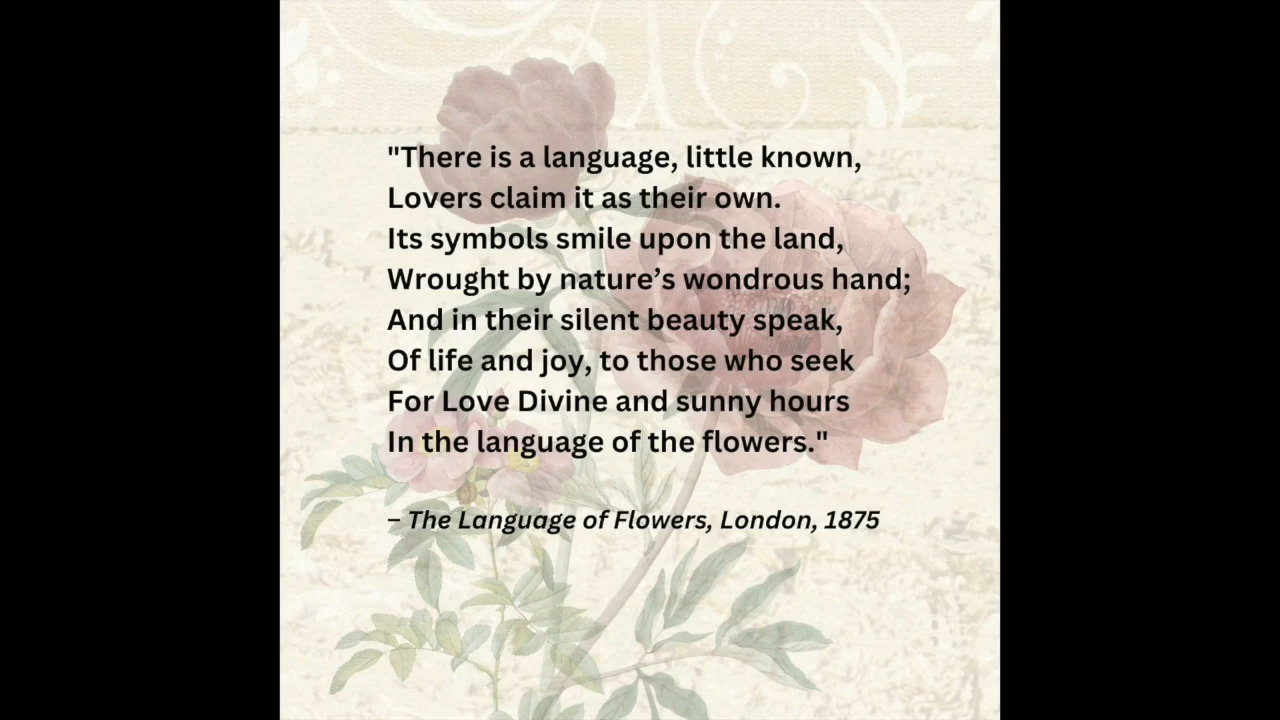 "There is a language, little known,
Lovers claim it as their own.
Its symbols smile upon the land,
Wrought by nature’s wondrous hand;
And in their silent beauty speak,
Of life and joy, to those who seek
For Love Divine and sunny hours
In the language of the flowers."
– The Language of Flowers, London, 1875